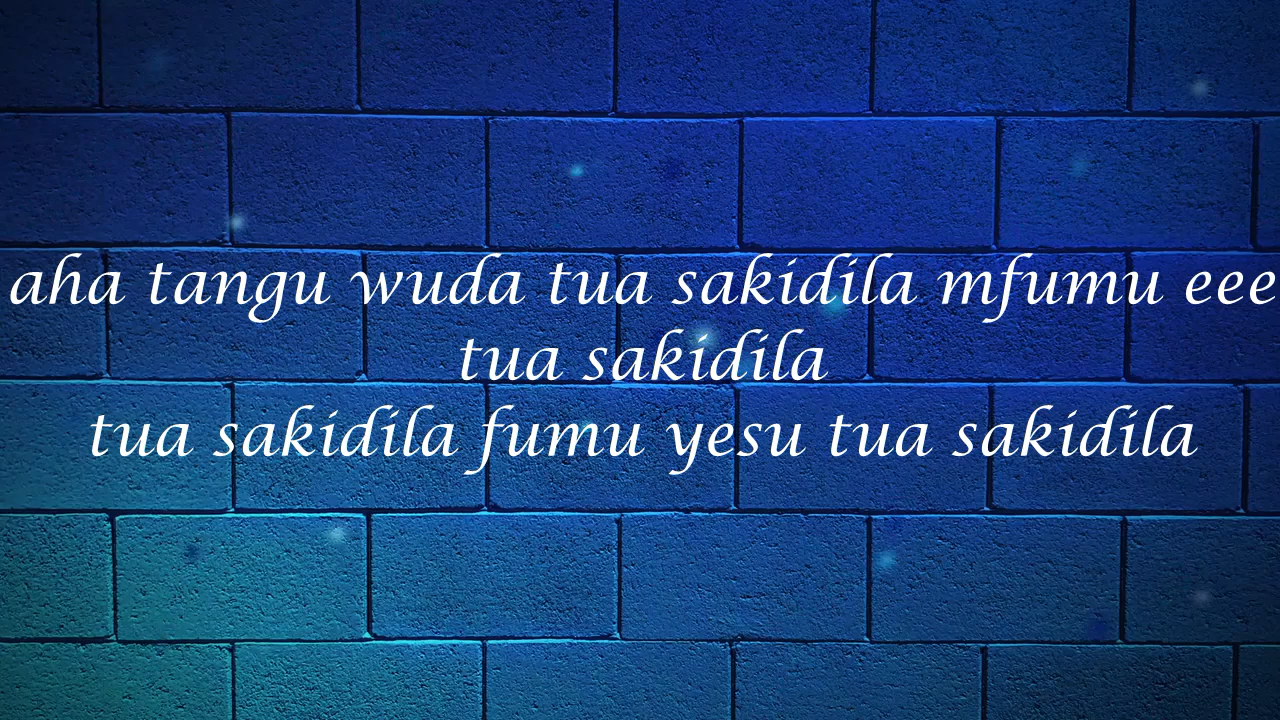 aha tangu wuda tua sakidila mfumu eee
tua sakidila
tua sakidila fumu yesu tua sakidila